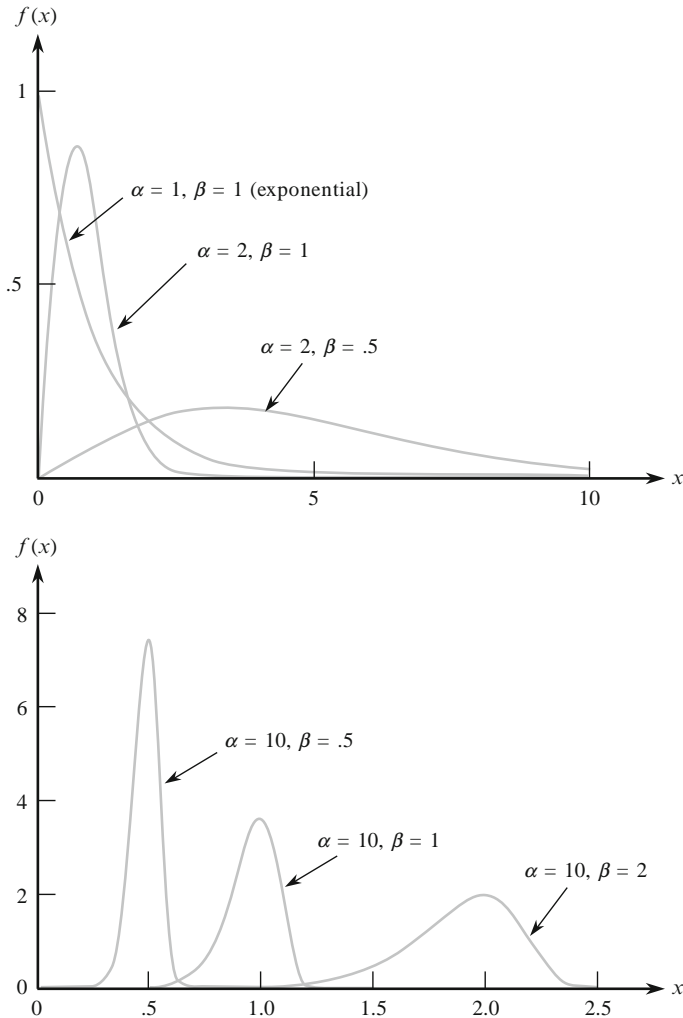 f(x)
1
α = 1, β = 1 (exponential)
α = 2, β = 1
.5
α = 2, β = .5
x
0
5
10
f(x)
8
6
α = 10, β = .5
4
α = 10, β = 1
α = 10, β = 2
2
0
x
0
.5
1.0
1.5
2.0
2.5